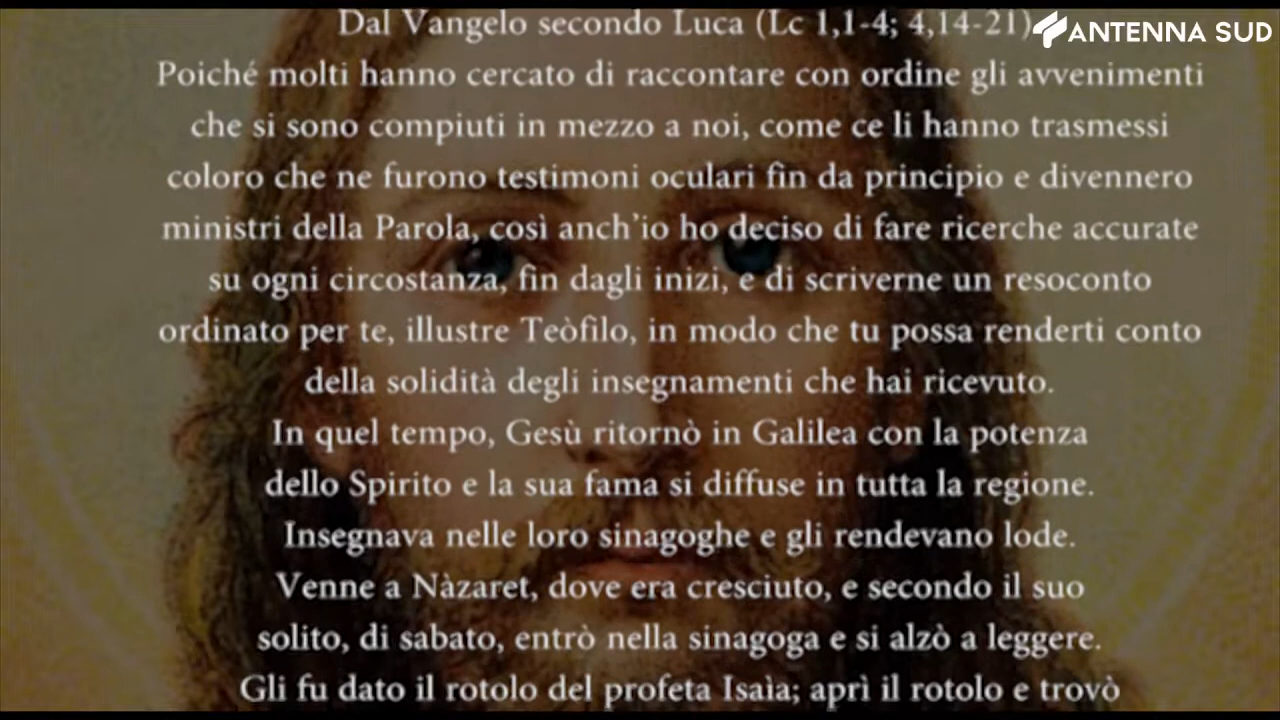 Dal Vangelo secondo Luca (Lc 1,1-4; 4,14-21)
ANTENNA SUD
Poiché molti hanno cercato di raccontare con ordine gli avvenimenti
che si sono compiuti in mezzo a noi, come ce li hanno trasmessi
coloro che ne furono testimoni oculari fin da principio e divennero
ministri della Parola, così anch'io ho deciso di fare ricerche accurate
su ogni circostanza, fin dagli inizi, e di scriverne un resoconto
ordinato per te, illustre Teòfilo, in modo che tu possa renderti conto
della solidità degli insegnamenti che hai ricevuto.
In quel tempo, Gesù ritornò in Galilea con la potenza
dello Spirito e la sua fama si diffuse in tutta la regione.
Insegnava nelle loro sinagoghe e gli rendevano lode.
Venne a Nàzaret, dove era cresciuto, e secondo il suo
solito, di sabato, entrò nella sinagoga e si alzò a leggere.
Gli fu dato il rotolo del profeta Isaìa; aprì il rotolo e trovò